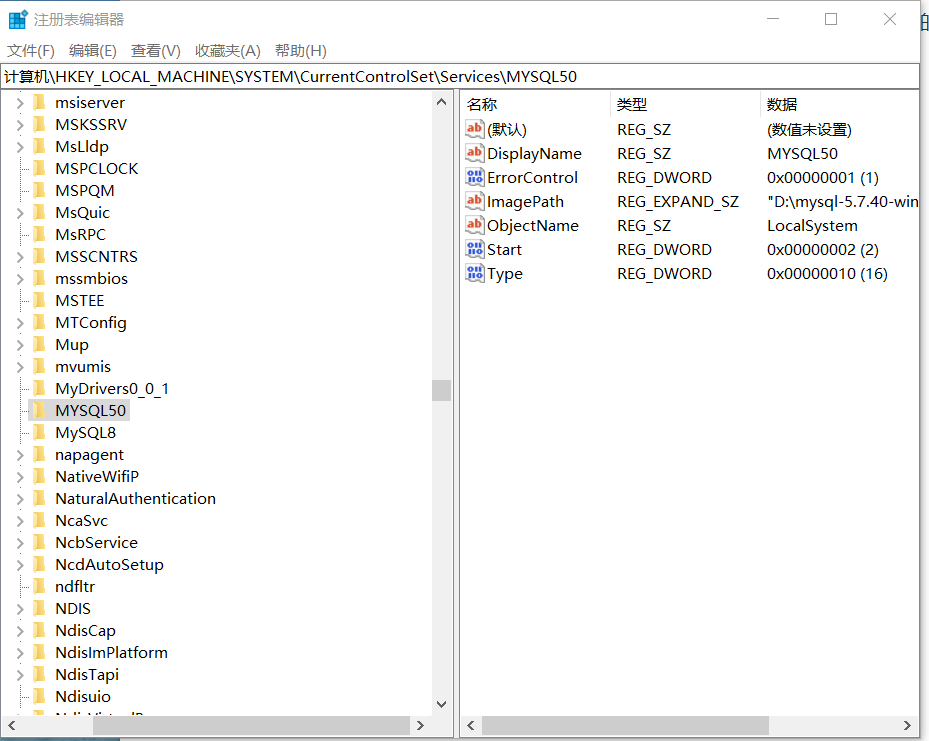 注册表编辑器
文件(F) 编辑(E) 查看(V) 收藏夹(A) 帮助(H)
计算机\HKEY_LOCAL_MACHINE\SYSTEM\CurrentControlSet\Services\MYSQL50
msiserver
MSKSSRV
MsLldp
MSPCLOCK
MSPQM
MsQuic
MsRPC
MSSCNTRS
mssmbios
MSTEE
MTConfig
Mup
mvumis
MyDrivers0_0_1
MYSQL50
MySQL8
napagent
NativeWifiP
NaturalAuthentication
NcaSvc
NcbService
NcdAutoSetup
ndfltr
NDIS
NdisCap
NdisImPlatform
NdisTapi
Ndisuio
名称 类型 数据
(默认) REG_SZ (数值未设置)
DisplayName REG_SZ MYSQL50
ErrorControl REG_DWORD 0x00000001 (1)
ImagePath REG_EXPAND_SZ "D:\mysql-5.7.40-win
ObjectName REG_SZ LocalSystem
Start REG_DWORD 0x00000002 (2)
Type REG_DWORD 0x00000010 (16)